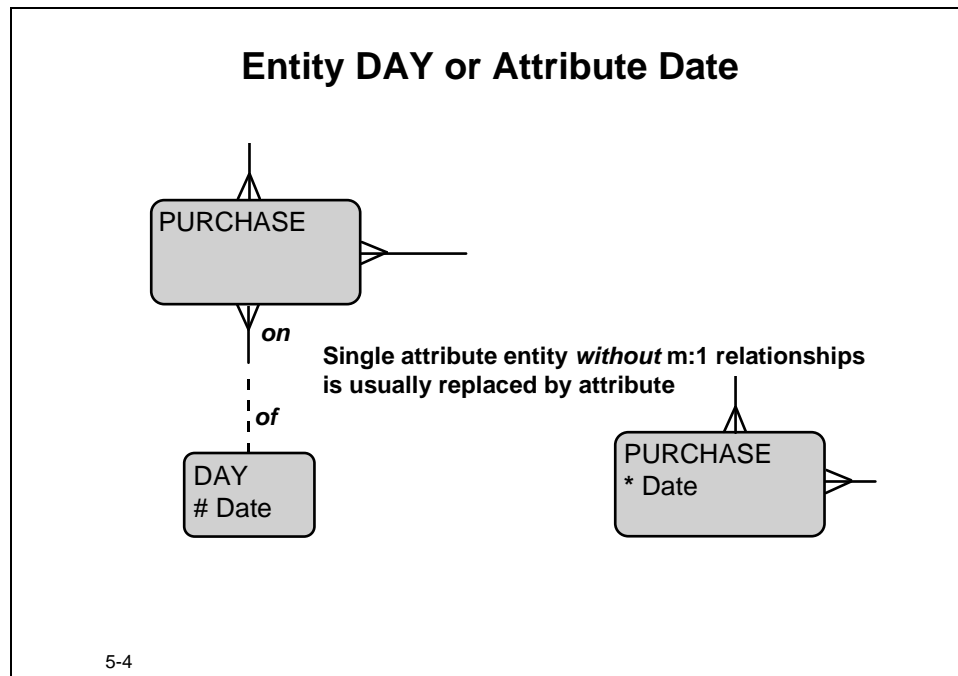 Entity DAY or Attribute Date
PURCHASE
on
of
DAY
# Date
Single attribute entity without m:1 relationships
is usually replaced by attribute
PURCHASE
* Date
5-4